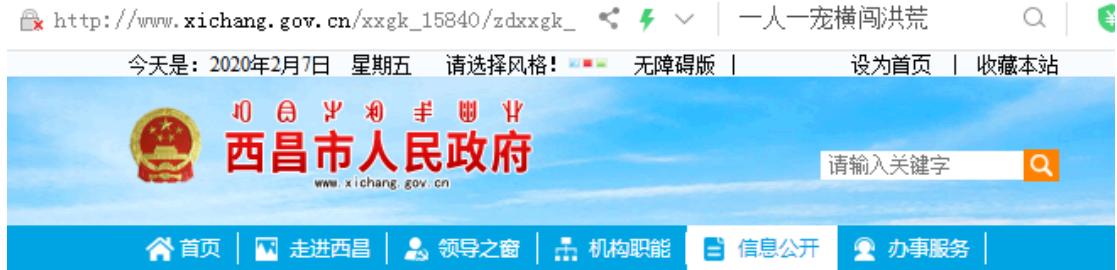 http://www.xichang.gov.cn/xxgk_15840/zdxxgk_ 一人一宠横闯洪荒
今天是：2020年2月7日 星期五 请选择风格！ 无障碍版 | 设为首页 | 收藏本站
西昌市人民政府
www.xichang.gov.cn
请输入关键字
首页 走进西昌 领导之窗 机构职能 信息公开 办事服务